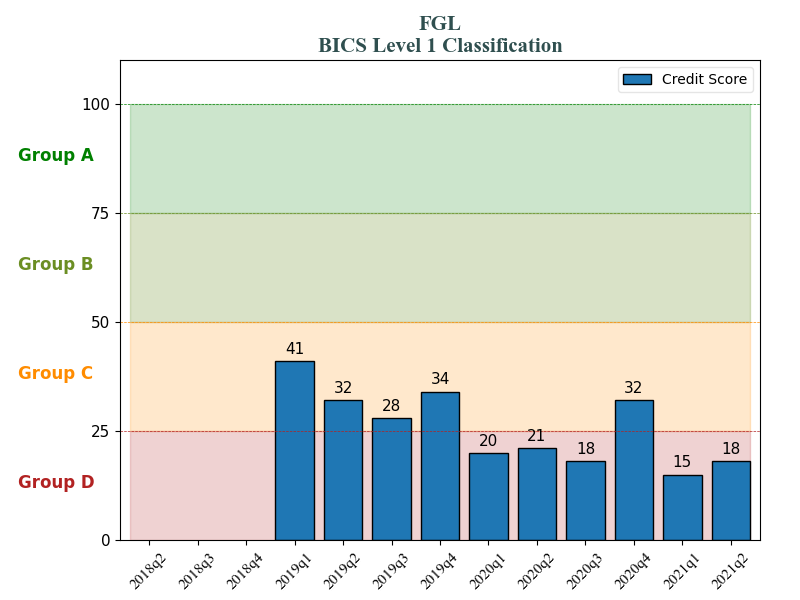 FGL
BICS Level 1 Classification
Credit Score
100
Group A
75
Group B
50
Group C
25
Group D
0
41
32
28
34
20
21
18
32
15
18
2018q2
2018q3
2018q4
2019q1
2019q2
2019q3
2019q4
2020q1
2020q2
2020q3
2020q4
2021q1
2021q2